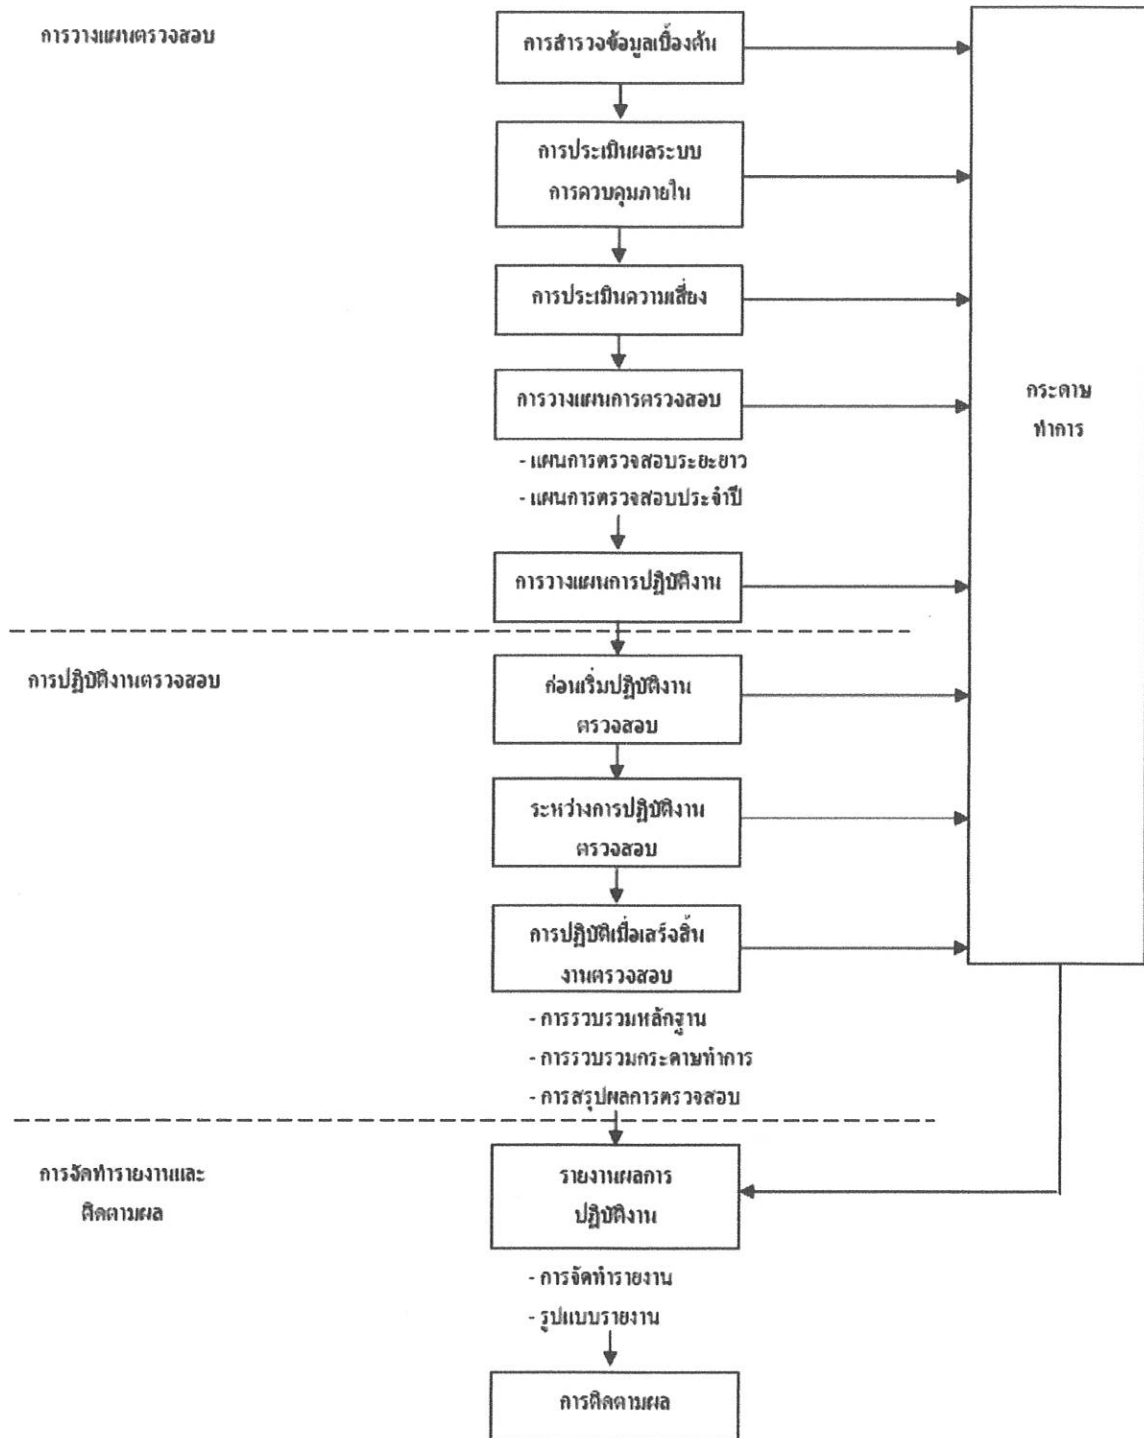 การวางแผนตรวจสอบ
การสำรวจข้อมูลเบื้องต้น
การประเมินผลระบบ
การควบคุมภายใน
การประเมินความเสี่ยง
การวางแผนการตรวจสอบ
- แผนการตรวจสอบระยะยาว
- แผนการตรวจสอบประจำปี
การวางแผนการปฏิบัติงาน
กระดาษ
ทำการ
การปฏิบัติงานตรวจสอบ
ก่อนเริ่มปฏิบัติงาน
ตรวจสอบ
ระหว่างการปฏิบัติงาน
ตรวจสอบ
การปฏิบัติเมื่อเสร็จสิ้น
งานตรวจสอบ
- การรวบรวมหลักฐาน
- การรวบรวมกระดาษทำการ
- การสรุปผลการตรวจสอบ
การจัดทำรายงานและ
ติดตามผล
รายงานผลการ
ปฏิบัติงาน
- การจัดทำรายงาน
- รูปแบบรายงาน
การติดตามผล